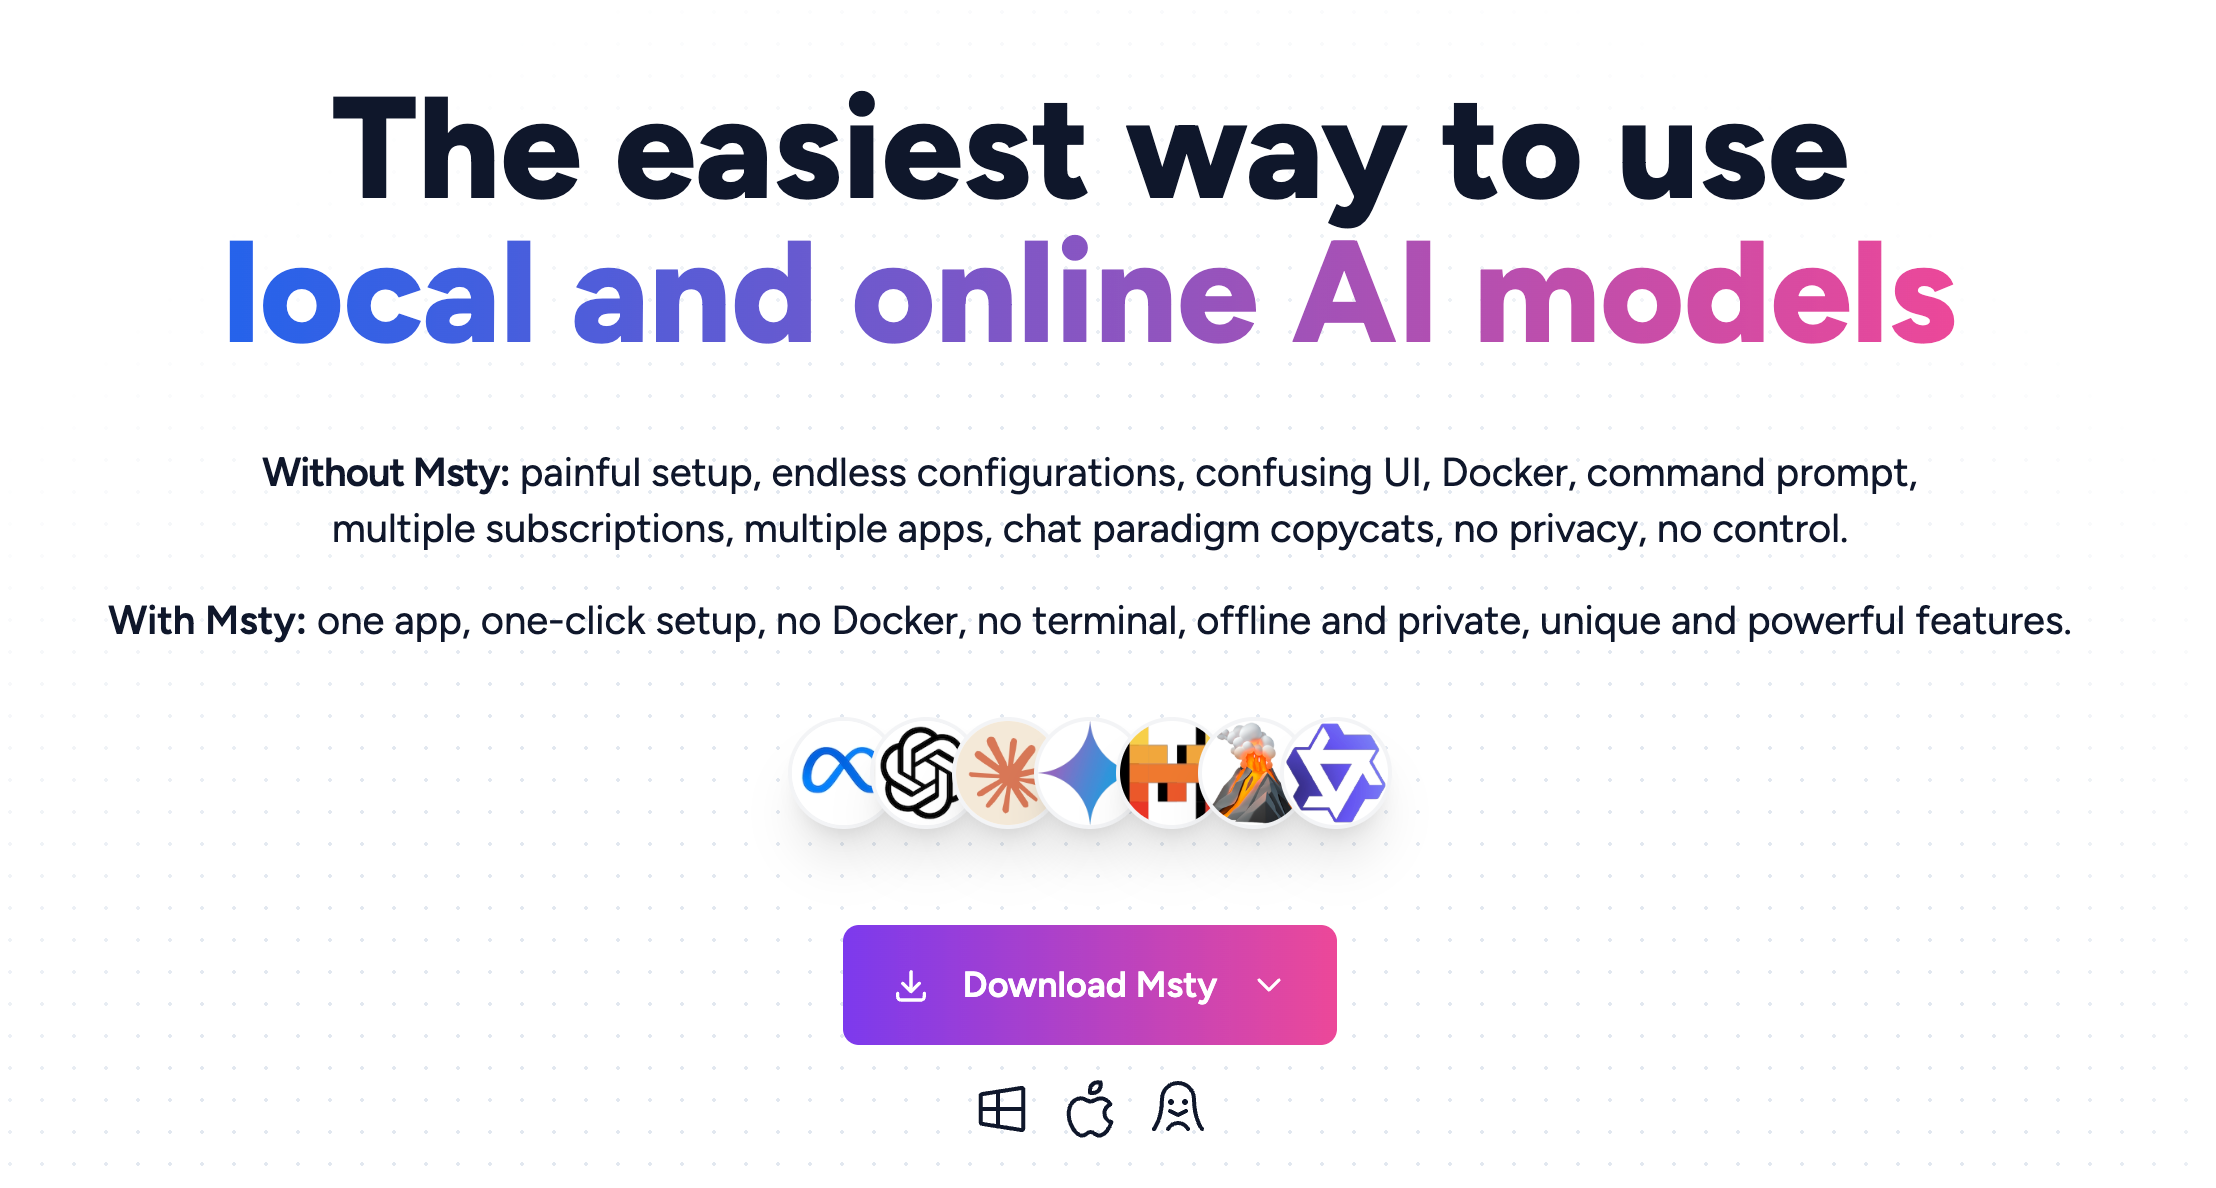 The easiest way to use
local and online AI models
Without Msty: painful setup, endless configurations, confusing UI, Docker, command prompt,
multiple subscriptions, multiple apps, chat paradigm copycats, no privacy, no control.
With Msty: one app, one-click setup, no Docker, no terminal, offline and private, unique and powerful features.
Download Msty